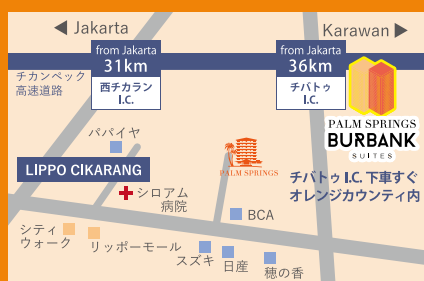 ◀ Jakarta
Karawan ▶
from Jakarta
31km
西チカラン
I.C.
from Jakarta
36km
チバトゥ
I.C.
チカンペック
高速道路
PALM SPRINGS
BURBANK
SUITES
パパイヤ
LIPPO CIKARANG
PALM SPRINGS
チバトゥ I.C. 下車すぐ
オレンジカウンティ内
シロアム
病院
BCA
シティ
ウォーク
リッポーモール
スズキ
日産
穂の香